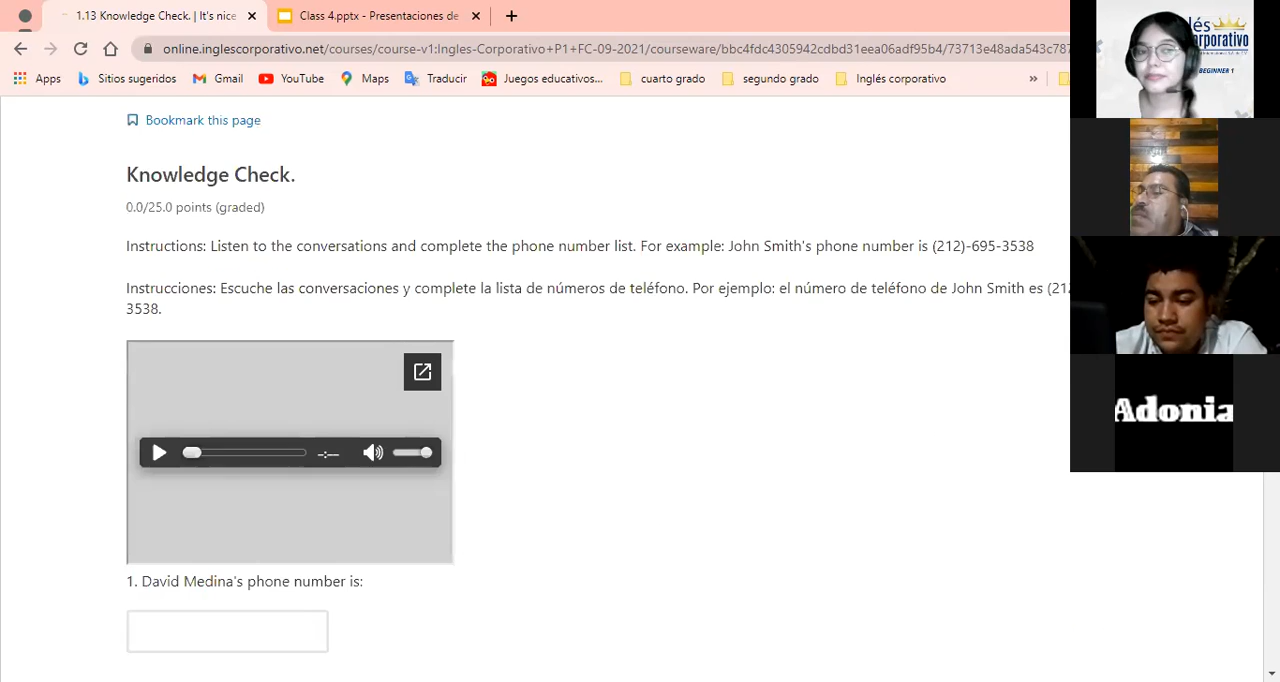 1.13 Knowledge Check. | It's nice
Class 4.pptx - Presentaciones de
online.inglescorporativo.net/courses/course-v1:Ingles-Corporativo+P1+FC-09-2021/courseware/bbc4fdc4305942cdbd31eea06adf95b4/73713e48ada543c787
Apps
Sitios sugeridos
Gmail
YouTube
Maps
Traducir
Juegos educativos...
cuarto grado
segundo grado
Inglés corporativo
»
Bookmark this page
Knowledge Check.
0.0/25.0 points (graded)
Instructions: Listen to the conversations and complete the phone number list. For example: John Smith's phone number is (212)-695-3538
Instrucciones: Escuche las conversaciones y complete la lista de números de teléfono. Por ejemplo: el número de teléfono de John Smith es (212
3538.
-:--
1. David Medina's phone number is:
lés
orporativo
BEGINNER 1
Adonia